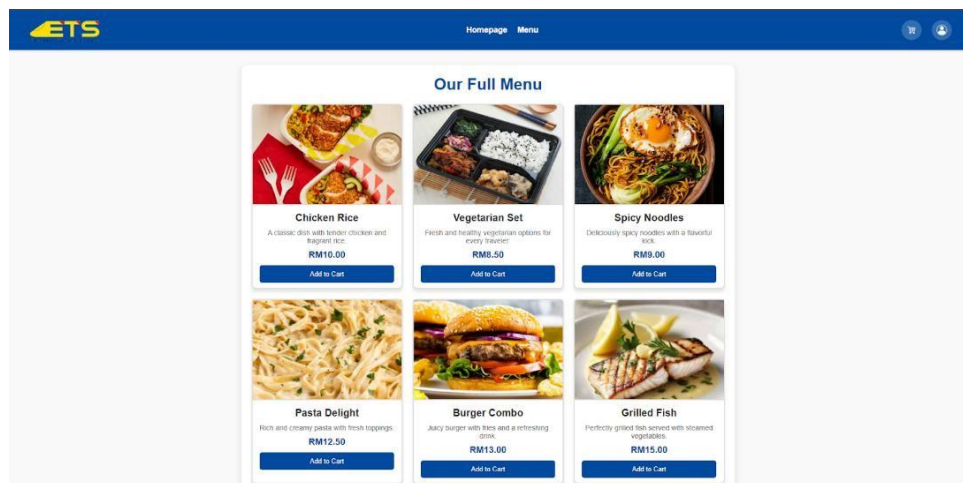 ETS
Homepage Menu
Our Full Menu
Chicken Rice
A classic dish with tender chicken and
fragrant rice.
RM10.00
Add to Cart
Vegetarian Set
Fresh and healthy vegetarian options for
every traveler.
RM8.50
Add to Cart
Spicy Noodles
Deliciously spicy noodles with a flavorful
kick.
RM9.00
Add to Cart
Pasta Delight
Rich and creamy pasta with fresh toppings.
RM12.50
Add to Cart
Burger Combo
Juicy burger with fries and a refreshing
drink.
RM13.00
Add to Cart
Grilled Fish
Perfectly grilled fish served with steamed
vegetables.
RM15.00
Add to Cart